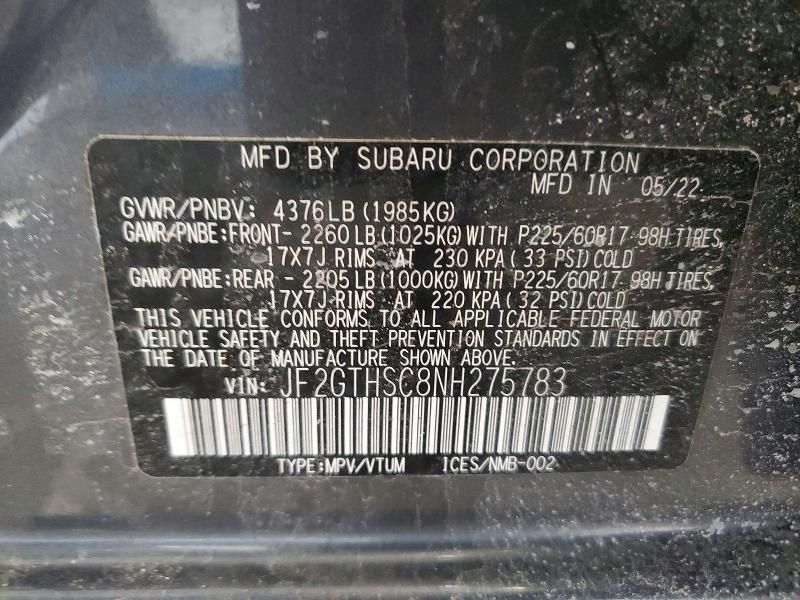 MFD BY SUBARU CORPORATION
MFD IN 05/22
GVWR/PNBV: 4376LB(1985KG)
GAWR/PNBE:FRONT-2260LB(1025KG)WITH P225/60R17 98H TIRES,
17X7J RIMS AT 230 KPA(33 PSI)COLD
GAWR/PNBE:REAR -2205LB(1000KG)WITH P225/60R17 98H TIRES,
17X7J RIMS AT 220 KPA(32 PSI)COLD
THIS VEHICLE CONFORMS TO ALL APPLICABLE FEDERAL MOTOR
VEHICLE SAFETY AND THEFT PREVENTION STANDARDS IN EFFECT ON
THE DATE OF MANUFACTURE SHOWN ABOVE.
VIN: JF2GTHSC8NH275783
TYPE:MPV/VTUM ICES/NMB-002